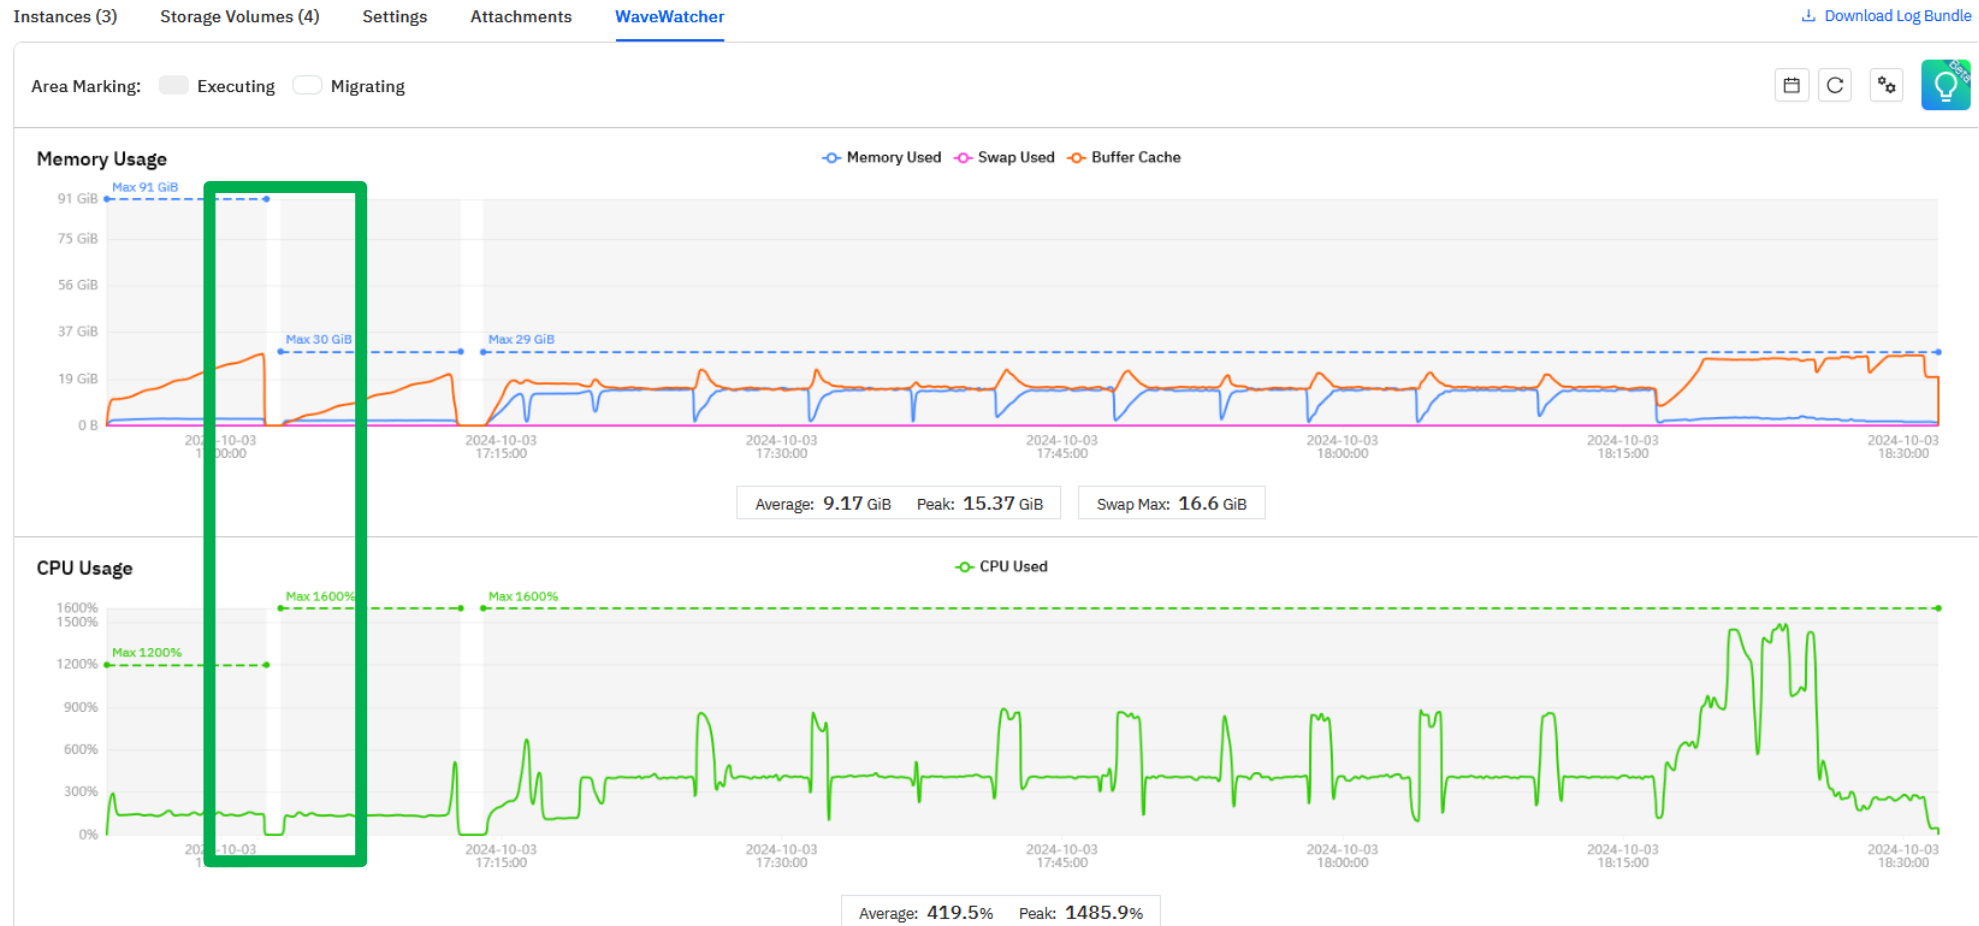 Instances (3) Storage Volumes (4) Settings Attachments WaveWatcher Download Log Bundle
Area Marking: Executing Migrating Beta
Memory Usage Memory Used Swap Used Buffer Cache
Max 91 GiB
91 GiB
75 GiB
56 GiB
37 GiB Max 30 GiB Max 29 GiB
19 GiB
0 B
2024-10-03 2024-10-03 2024-10-03 2024-10-03 2024-10-03 2024-10-03
17:15:00 17:30:00 17:45:00 18:00:00 18:15:00 18:30:00
Average: 9.17 GiB Peak: 15.37 GiB Swap Max: 16.6 GiB
CPU Usage CPU Used
Max 1600% Max 1600%
1600%
1500%
Max 1200%
1200%
900%
600%
300%
0%
2024-10-03 2024-10-03 2024-10-03 2024-10-03 2024-10-03 2024-10-03
17:15:00 17:30:00 17:45:00 18:00:00 18:15:00 18:30:00
Average: 419.5% Peak: 1485.9%